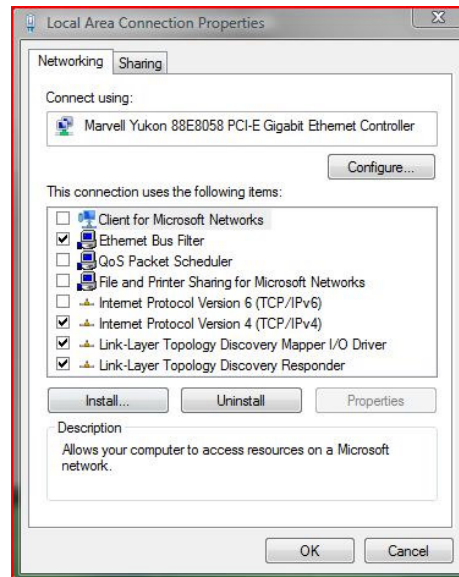 Local Area Connection Properties
Networking
Sharing
Connect using:
Marvell Yukon 88E8058 PCI-E Gigabit Ethernet Controller
Configure...
This connection uses the following items:
Client for Microsoft Networks
Ethernet Bus Filter
QoS Packet Scheduler
File and Printer Sharing for Microsoft Networks
Internet Protocol Version 6 (TCP/IPv6)
Internet Protocol Version 4 (TCP/IPv4)
Link-Layer Topology Discovery Mapper I/O Driver
Link-Layer Topology Discovery Responder
Install...
Uninstall
Properties
Description
Allows your computer to access resources on a Microsoft
network.
OK
Cancel